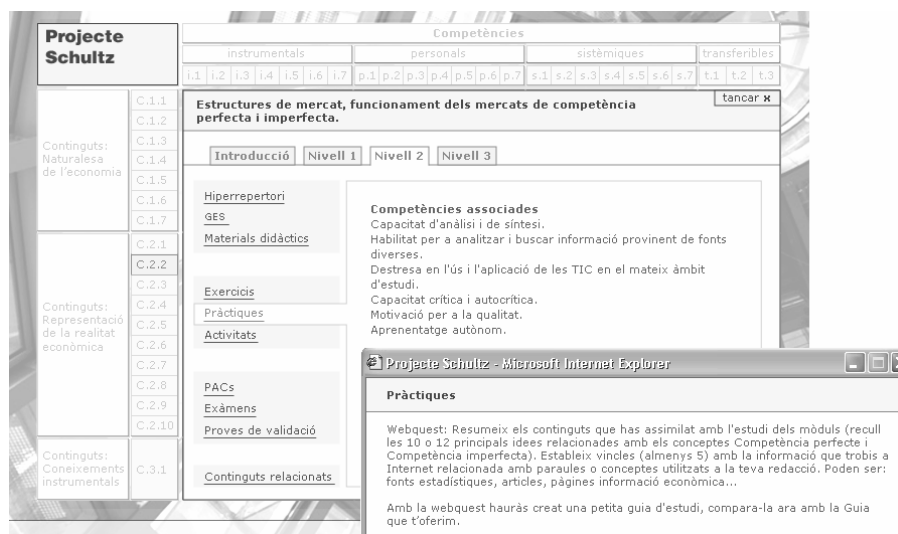 Projecte
Schultz
Competències
instrumentals
personals
sistèmiques
transferibles
i.1 i.2 i.3 i.4 i.5 i.6 i.7 p.1 p.2 p.3 p.4 p.5 p.6 p.7 s.1 s.2 s.3 s.4 s.5 s.6 s.7 t.1 t.2 t.3
Continguts:
Naturalesa
de l'economia
C.1.1
C.1.2
C.1.3
C.1.4
C.1.5
C.1.6
C.1.7
Continguts:
Representació
de la realitat
econòmica
C.2.1
C.2.2
C.2.3
C.2.4
C.2.5
C.2.6
C.2.7
C.2.8
C.2.9
C.2.10
Continguts:
Coneixements
instrumentals
C.3.1
tancar x
Estructures de mercat, funcionament dels mercats de competència
perfecta i imperfecta.
Introducció Nivell 1 Nivell 2 Nivell 3
Hiperrepertori
GES
Materials didàctics
Exercicis
Pràctiques
Activitats
PACs
Exàmens
Proves de validació
Continguts relacionats
Competències associades
Capacitat d'anàlisi i de síntesi.
Habilitat per a analitzar i buscar informació provinent de fonts
diverses.
Destresa en l'ús i l'aplicació de les TIC en el mateix àmbit
d'estudi.
Capacitat crítica i autocrítica.
Motivació per a la qualitat.
Aprenentatge autònom.
Projecte Schultz - Microsoft Internet Explorer
Pràctiques
Webquest: Resumeix els continguts que has assimilat amb l'estudi dels mòduls (recull
les 10 o 12 principals idees relacionades amb els conceptes Competència perfecte i
Competència imperfecta). Estableix vincles (almenys 5) amb la informació que trobis a
Internet relacionada amb paraules o conceptes utilitzats a la teva redacció. Poden ser:
fonts estadístiques, articles, pàgines informació econòmica...
Amb la webquest hauràs creat una petita guia d'estudi, compara-la ara amb la Guia
que t'oferim.